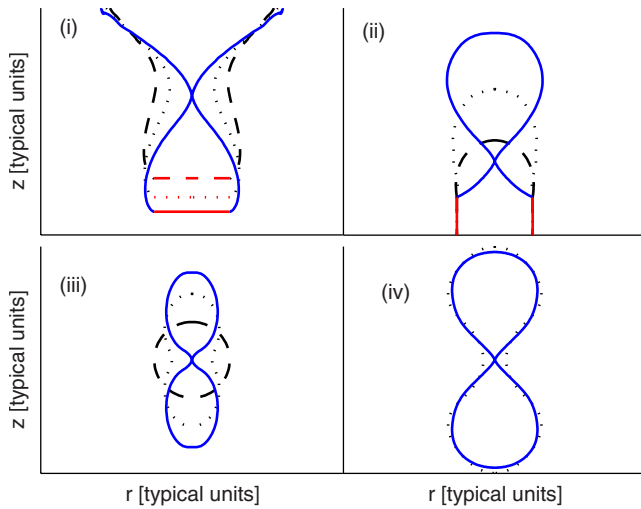 (i)
(ii)
z [typical units]
(iii)
(iv)
z [typical units]
r [typical units]
r [typical units]